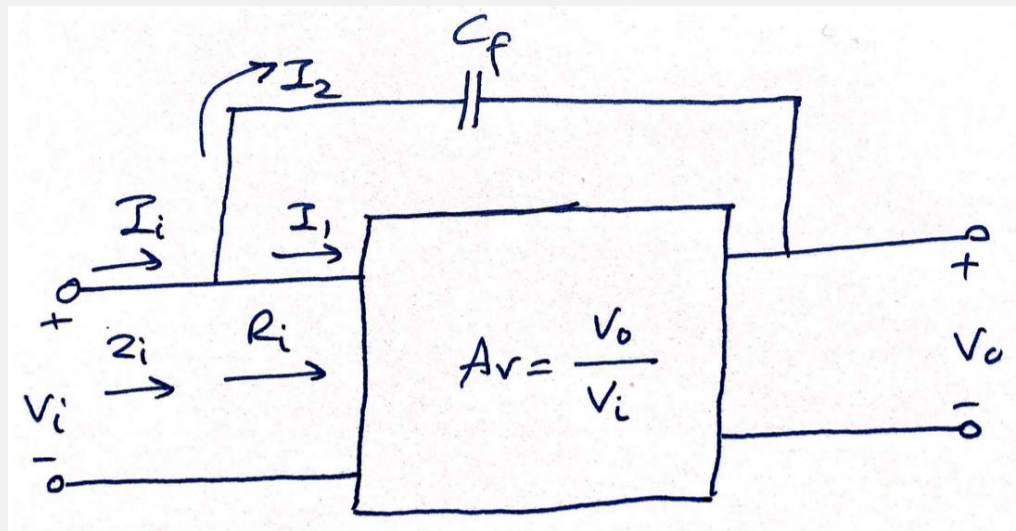 Cf
I2
Ii
I1
+
Zi
Ri
Av = Vo / Vi
+
Vo
Vi
-
-